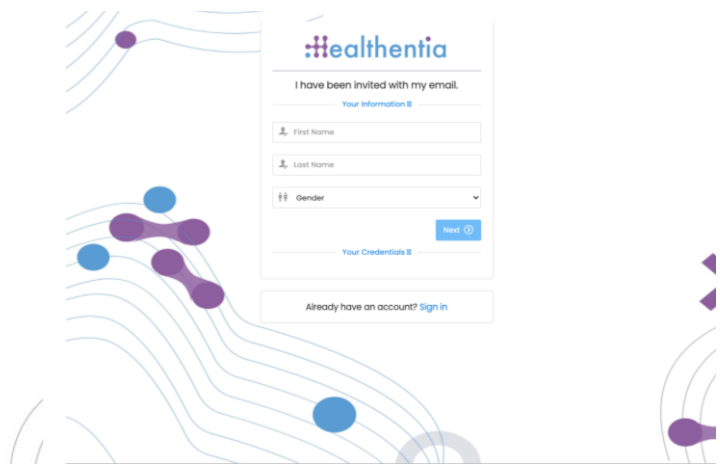 Healthentia
I have been invited with my email.
Your Information
First Name
Last Name
Gender
Next
Your Credentials
Already have an account? Sign in